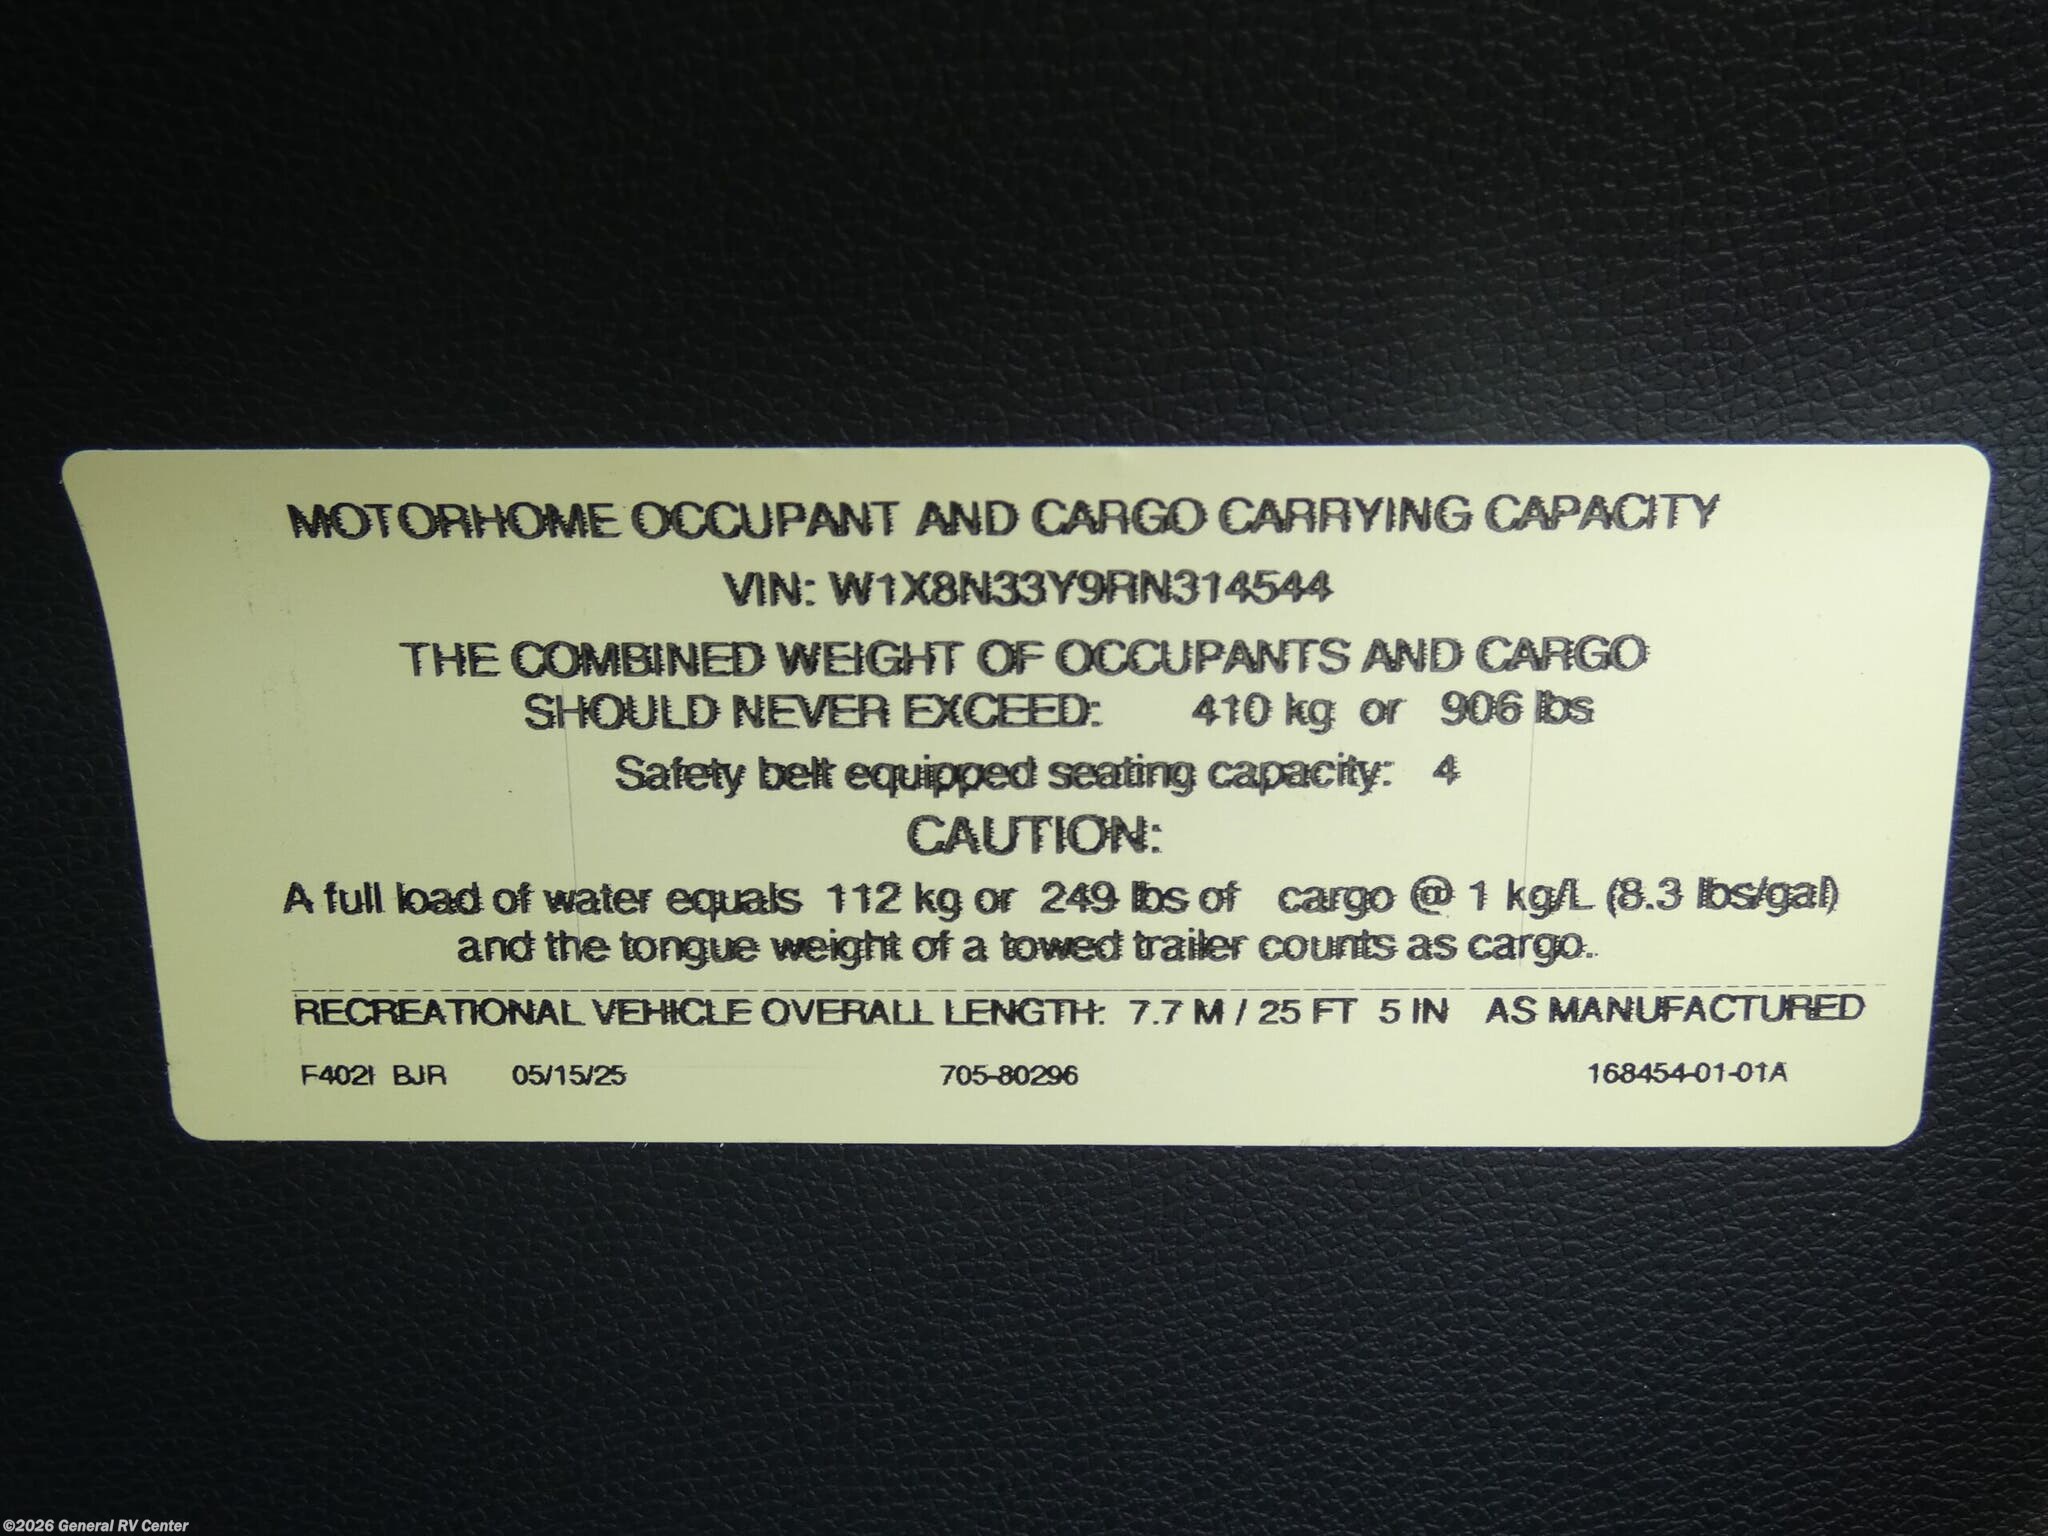 MOTORHOME OCCUPANT AND CARGO CARRYING CAPACITY
VIN: W1X8N33Y9RN314544
THE COMBINED WEIGHT OF OCCUPANTS AND CARGO
SHOULD NEVER EXCEED: 410 kg or 906 lbs
Safety belt equipped seating capacity: 4
CAUTION:
A full load of water equals 112 kg or 249 lbs of cargo @ 1 kg/L (8.3 lbs/gal)
and the tongue weight of a towed trailer counts as cargo.
RECREATIONAL VEHICLE OVERALL LENGTH: 7.7 M / 25 FT 5 IN AS MANUFACTURED
F402I BJR 05/15/25 705-80296 168454-01-01A
©2026 General RV Center